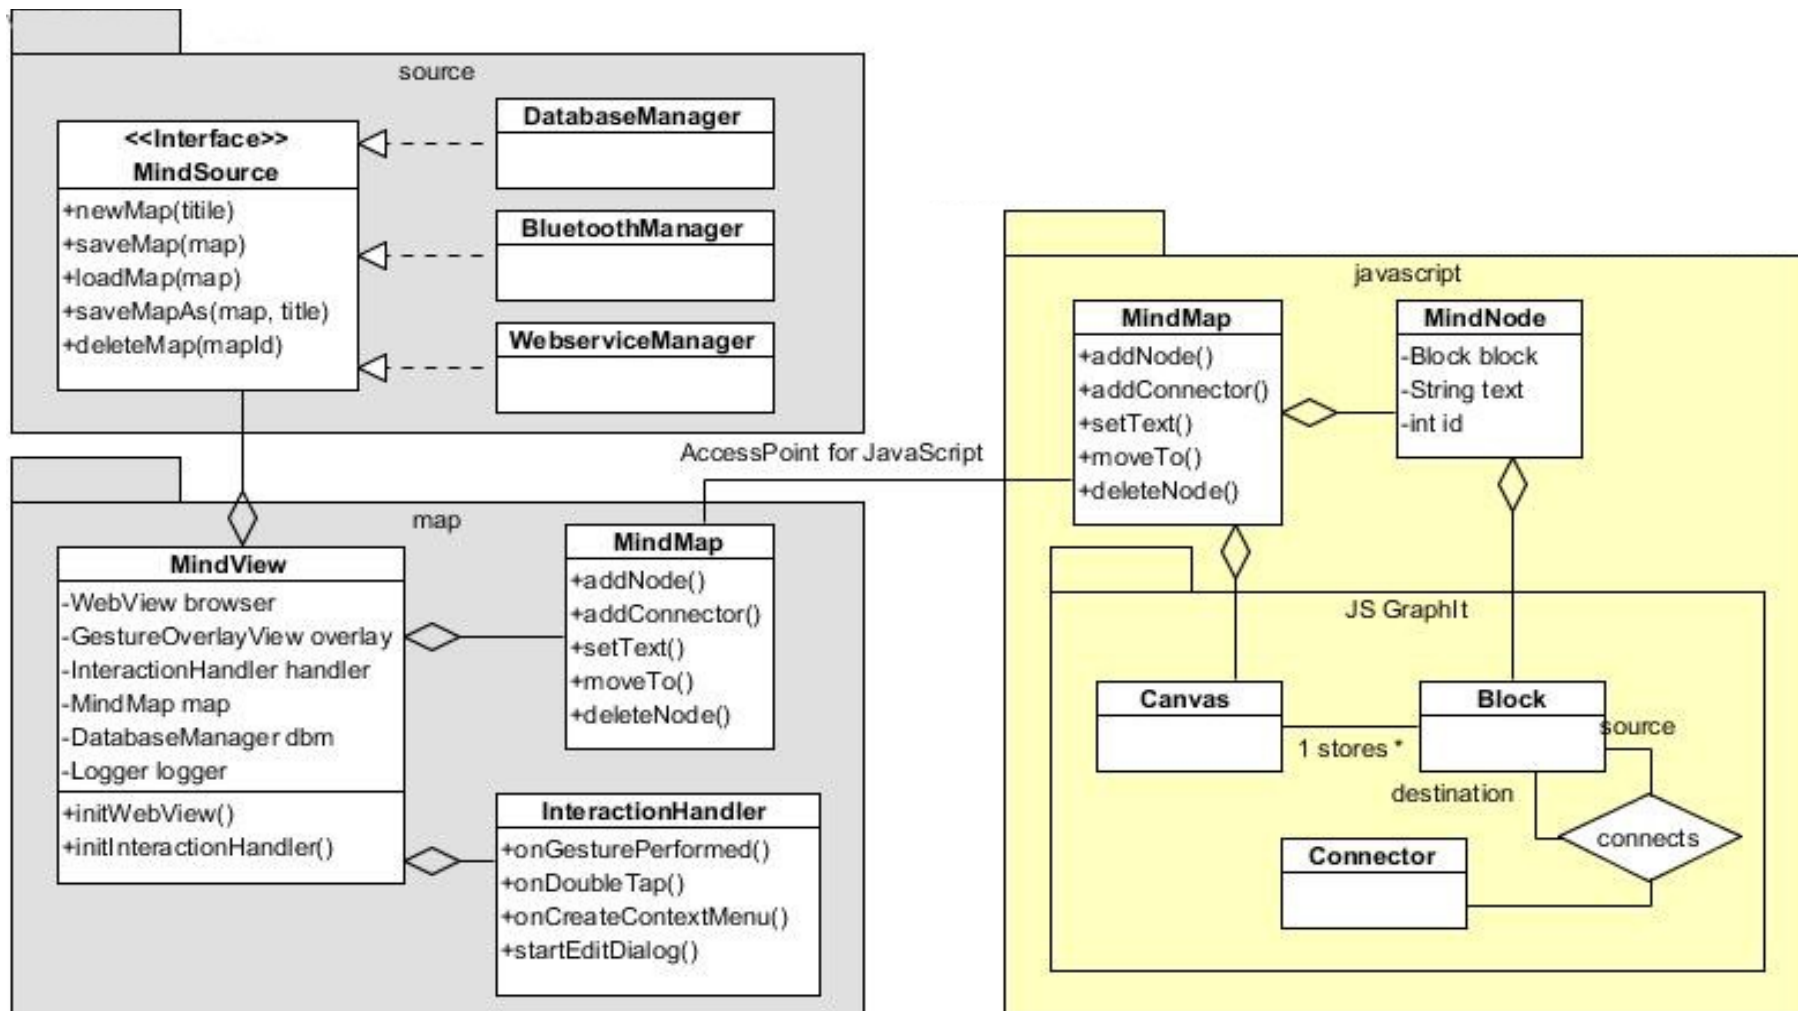 source
<<Interface>>
MindSource
+newMap(titile)
+saveMap(map)
+loadMap(map)
+saveMapAs(map, title)
+deleteMap(mapId)
DatabaseManager
BluetoothManager
WebserviceManager
map
MindView
-WebView browser
-GestureOverlayView overlay
-InteractionHandler handler
-MindMap map
-DatabaseManager dbm
-Logger logger
+initWebView()
+initInteractionHandler()
MindMap
+addNode()
+addConnector()
+setText()
+moveTo()
+deleteNode()
InteractionHandler
+onGesturePerformed()
+onDoubleTap()
+onCreateContextMenu()
+startEditDialog()
AccessPoint for JavaScript
javascript
MindMap
+addNode()
+addConnector()
+setText()
+moveTo()
+deleteNode()
MindNode
-Block block
-String text
-int id
JS GraphIt
Canvas
1 stores *
Block
source
destination
connects
Connector